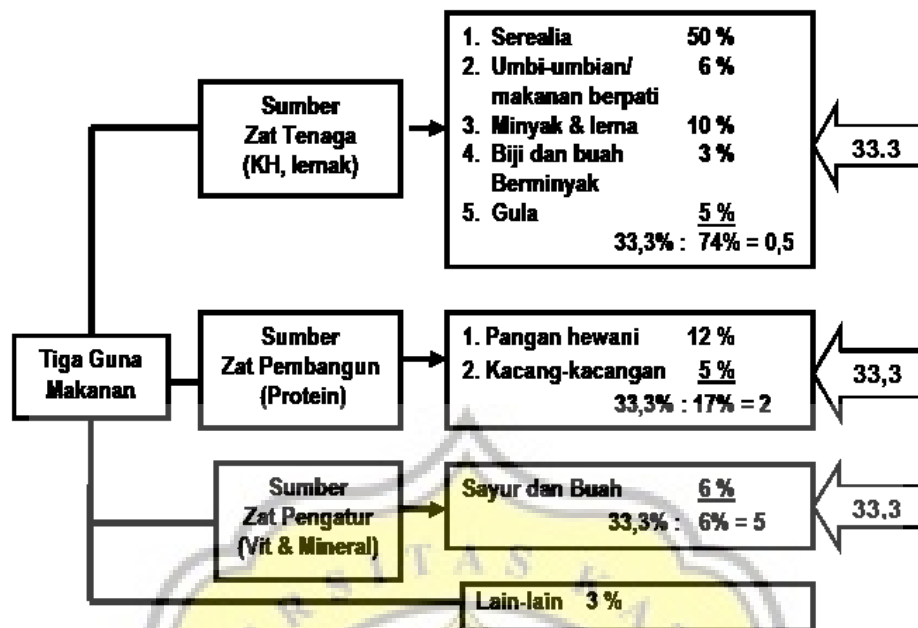 Tiga Guna
Makanan
Sumber
Zat Tenaga
(KH, lemak)
1. Serealia 50 %
2. Umbi-umbian/ 6 %
makanan berpati
3. Minyak & lema 10 %
4. Biji dan buah 3 %
Berminyak
5. Gula 5 %
33,3% : 74% = 0,5
33.3
Sumber
Zat Pembangun
(Protein)
1. Pangan hewani 12 %
2. Kacang-kacangan 5 %
33,3% : 17% = 2
33,3
Sumber
Zat Pengatur
(Vit & Mineral)
Sayur dan Buah 6 %
33,3% : 6% = 5
33,3
Lain-lain 3 %
R S I T A S K A